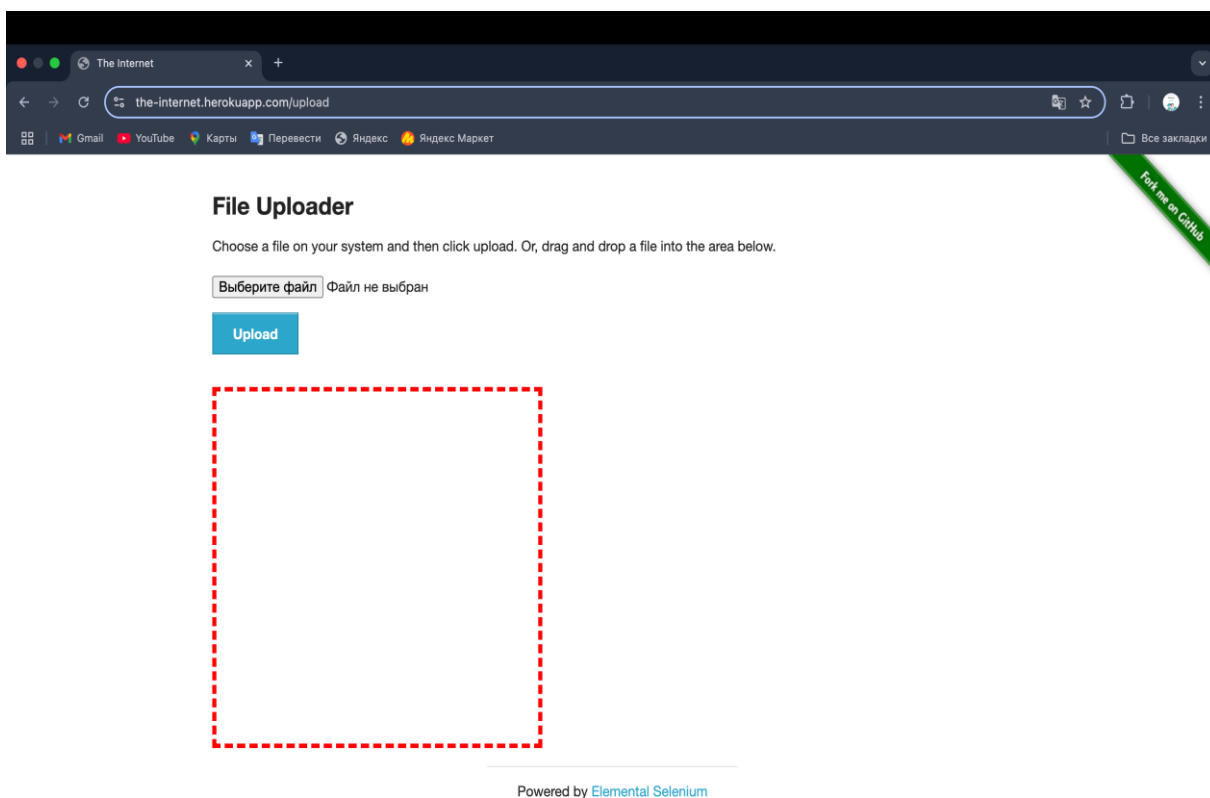 The Internet
the-internet.herokuapp.com/upload
Gmail YouTube Карты Перевести Яндекс Яндекс Маркет Все закладки
Fork me on GitHub
File Uploader
Choose a file on your system and then click upload. Or, drag and drop a file into the area below.
Выберите файл Файл не выбран
Upload
Powered by Elemental Selenium